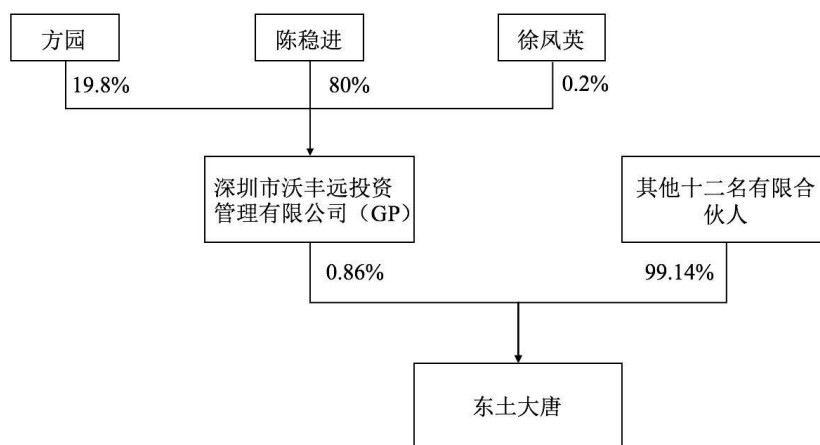 方园
陈稳进
徐凤英
19.8%
80%
0.2%
深圳市沃丰远投资
管理有限公司（GP）
其他十二名有限合
伙人
0.86%
99.14%
东土大唐